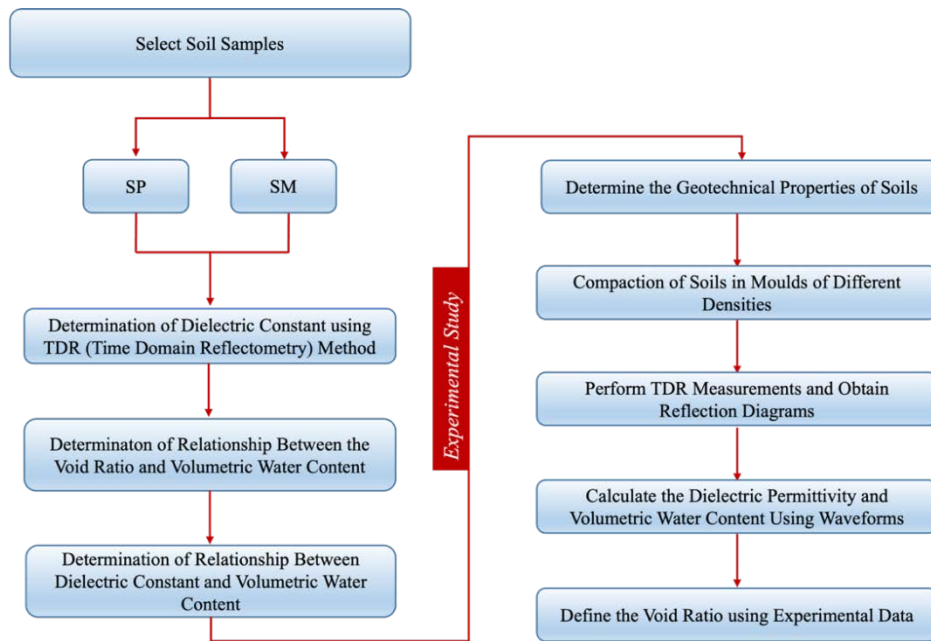 Select Soil Samples
SP
SM
Determination of Dielectric Constant using
TDR (Time Domain Reflectometry) Method
Determinaton of Relationship Between the
Void Ratio and Volumetric Water Content
Determination of Relationship Between
Dielectric Constant and Volumetric Water
Content
Experimental Study
Determine the Geotechnical Properties of Soils
Compaction of Soils in Moulds of Different
Densities
Perform TDR Measurements and Obtain
Reflection Diagrams
Calculate the Dielectric Permittivity and
Volumetric Water Content Using Waveforms
Define the Void Ratio using Experimental Data